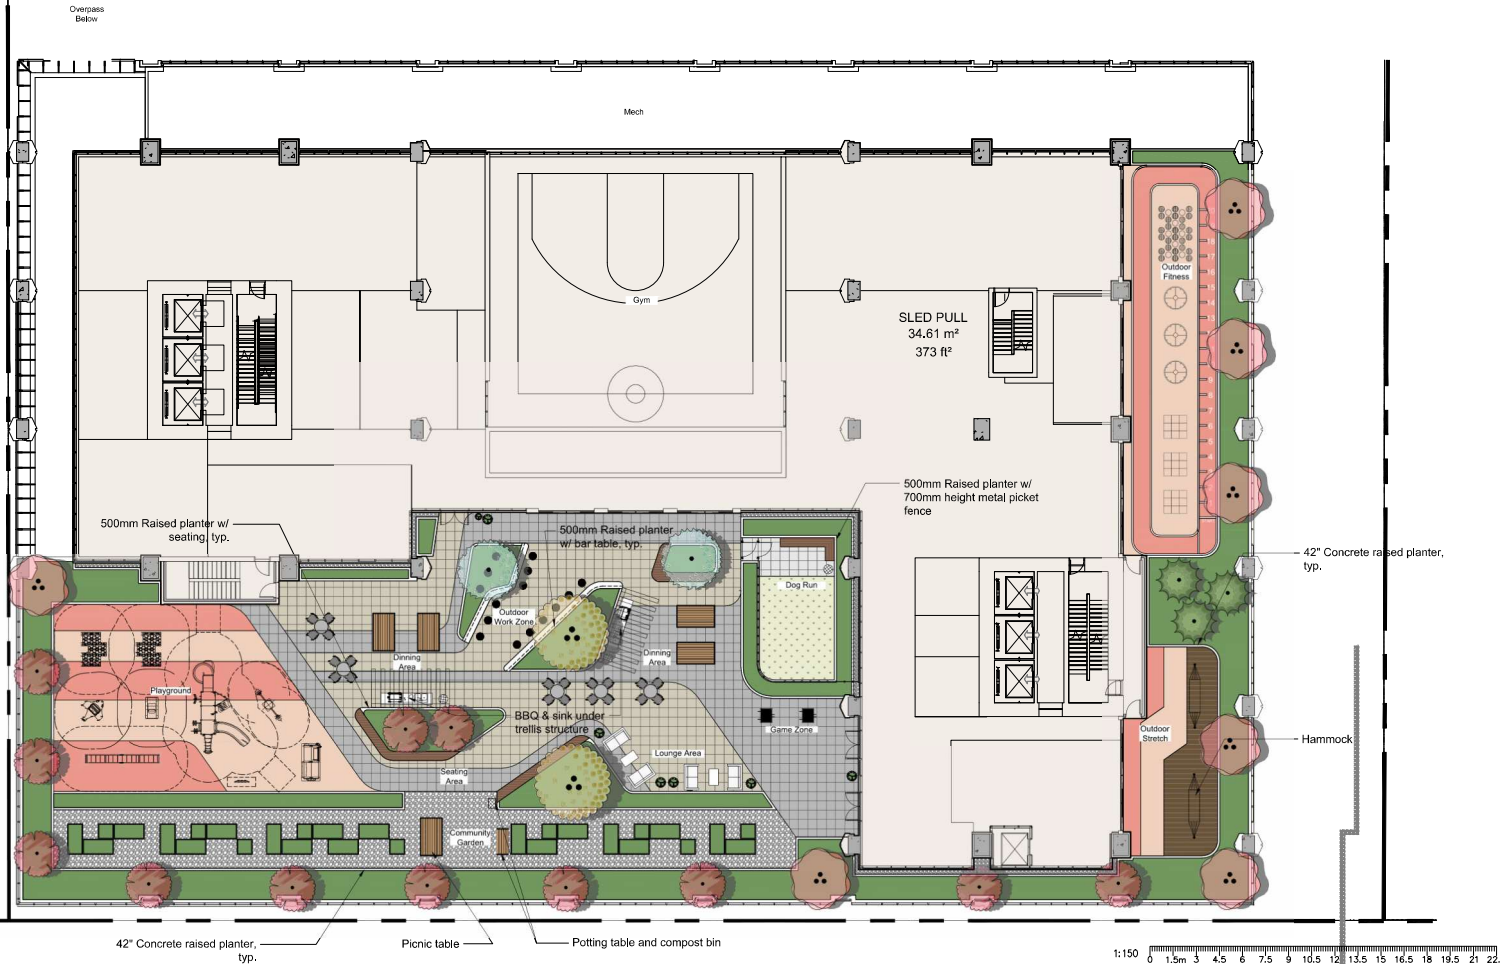 Overpass
Below
Mech
Outdoor
Fitness
Gym
SLED PULL
34.61 m²
373 ft²
500mm Raised planter w/
700mm height metal picket
fence
500mm Raised planter w/
seating, typ.
500mm Raised planter
w/ bar table, typ.
42" Concrete raised planter,
typ.
Dog Run
Outdoor
Work Zone
Dinning
Area
Dinning
Area
Playground
BBQ & sink under
trellis structure
Game Zone
Outdoor
Stretch
Hammock
Lounge Area
Seating
Area
Community
Garden
42" Concrete raised planter,
typ.
Picnic table
Potting table and compost bin
1:150
0 1.5m 3 4.5 6 7.5 9 10.5 12 13.5 15 16.5 18 19.5 21 22.